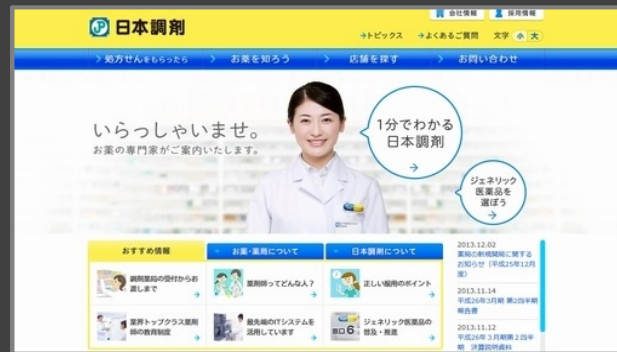 会社情報
採用情報
日本調剤
トピックス
よくあるご質問
文字 小 大
処方せんをもらったら
お薬を知ろう
店舗を探す
お問い合わせ
いらっしゃいませ。
お薬の専門家がご案内いたします。
1分でわかる
日本調剤
ジェネリック
医薬品を
選ぼう
おすすめ情報
お薬・薬局について
日本調剤について
調剤薬局の受付からお
渡しまで
薬剤師ってどんな人？
正しい服用のポイント
業界トップクラス薬剤
師の教育制度
最先端のITシステムを
活用しています
窓口6
ジェネリック医薬品の
普及・推進
2013.12.02
薬局の新規開局に関する
お知らせ（平成25年12月
度）
2013.11.14
平成26年3月期 第2四半期
報告書
2013.11.12
平成26年3月期第2四半
期 決算説明資料